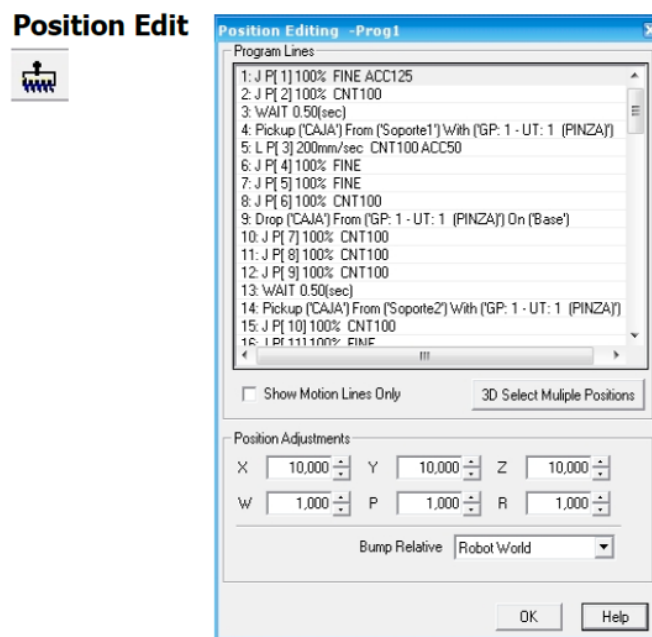 Position Edit
Position Editing -Prog1
Program Lines
1: J P[ 1] 100% FINE ACC125
2: J P[ 2] 100% CNT100
3: WAIT 0.50(sec)
4: Pickup ('CAJA') From ('Soporte1') With ('GP: 1 - UT: 1 (PINZA)')
5: L P[ 3] 200mm/sec CNT100 ACC50
6: J P[ 4] 100% FINE
7: J P[ 5] 100% FINE
8: J P[ 6] 100% CNT100
9: Drop ('CAJA') From ('GP: 1 - UT: 1 (PINZA)') On ('Base')
10: J P[ 7] 100% CNT100
11: J P[ 8] 100% CNT100
12: J P[ 9] 100% CNT100
13: WAIT 0.50(sec)
14: Pickup ('CAJA') From ('Soporte2') With ('GP: 1 - UT: 1 (PINZA)')
15: J P[ 10] 100% CNT100
16: J P[ 11] 100% FINE
Show Motion Lines Only
3D Select Muliple Positions
Position Adjustments
X 10,000 Y 10,000 Z 10,000
W 1,000 P 1,000 R 1,000
Bump Relative Robot World
OK Help